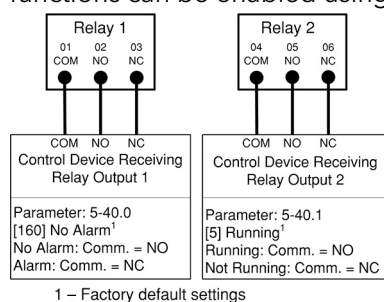 functions can be enabled using
Relay 1
01 02 03
COM NO NC
COM NO NC
Control Device Receiving
Relay Output 1
Parameter: 5-40.0
[160] No Alarm¹
No Alarm: Comm. = NO
Alarm: Comm. = NC
Relay 2
04 05 06
COM NO NC
COM NO NC
Control Device Receiving
Relay Output 2
Parameter: 5-40.1
[5] Running¹
Running: Comm. = NO
Not Running: Comm. = NC
1 – Factory default settings